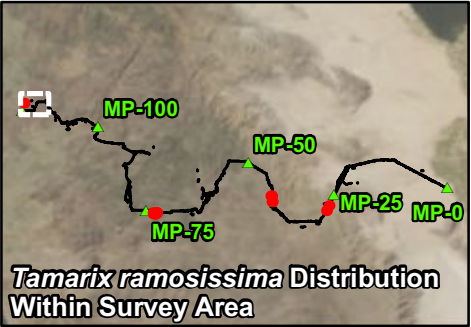 MP-100
MP-50
MP-25
MP-0
MP-75
Tamarix ramosissima Distribution
Within Survey Area